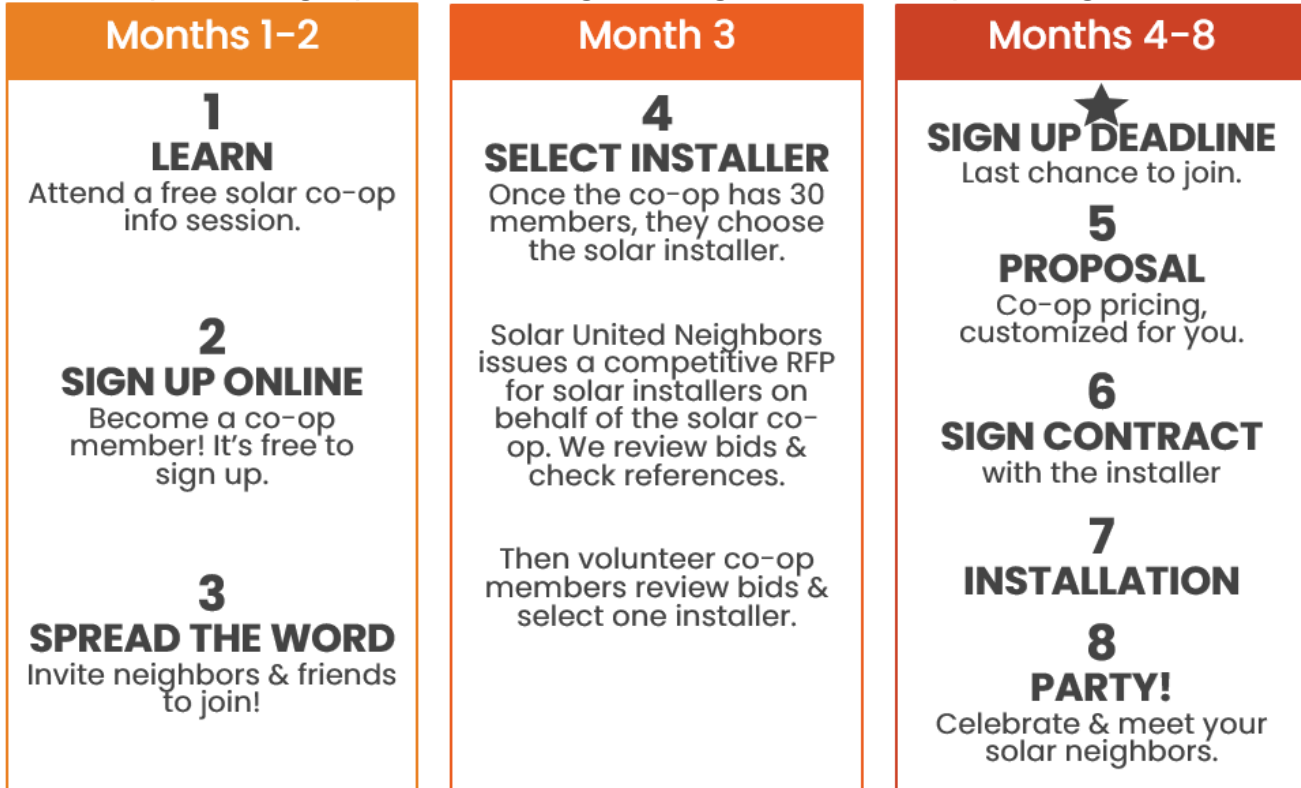 Months 1-2
1
LEARN
Attend a free solar co-op
info session.
2
SIGN UP ONLINE
Become a co-op
member! It's free to
sign up.
3
SPREAD THE WORD
Invite neighbors & friends
to join!
Month 3
4
SELECT INSTALLER
Once the co-op has 30
members, they choose
the solar installer.
Solar United Neighbors
issues a competitive RFP
for solar installers on
behalf of the solar co-
op. We review bids &
check references.
Then volunteer co-op
members review bids &
select one installer.
Months 4-8
SIGN UP DEADLINE
Last chance to join.
5
PROPOSAL
Co-op pricing,
customized for you.
6
SIGN CONTRACT
with the installer
7
INSTALLATION
8
PARTY!
Celebrate & meet your
solar neighbors.